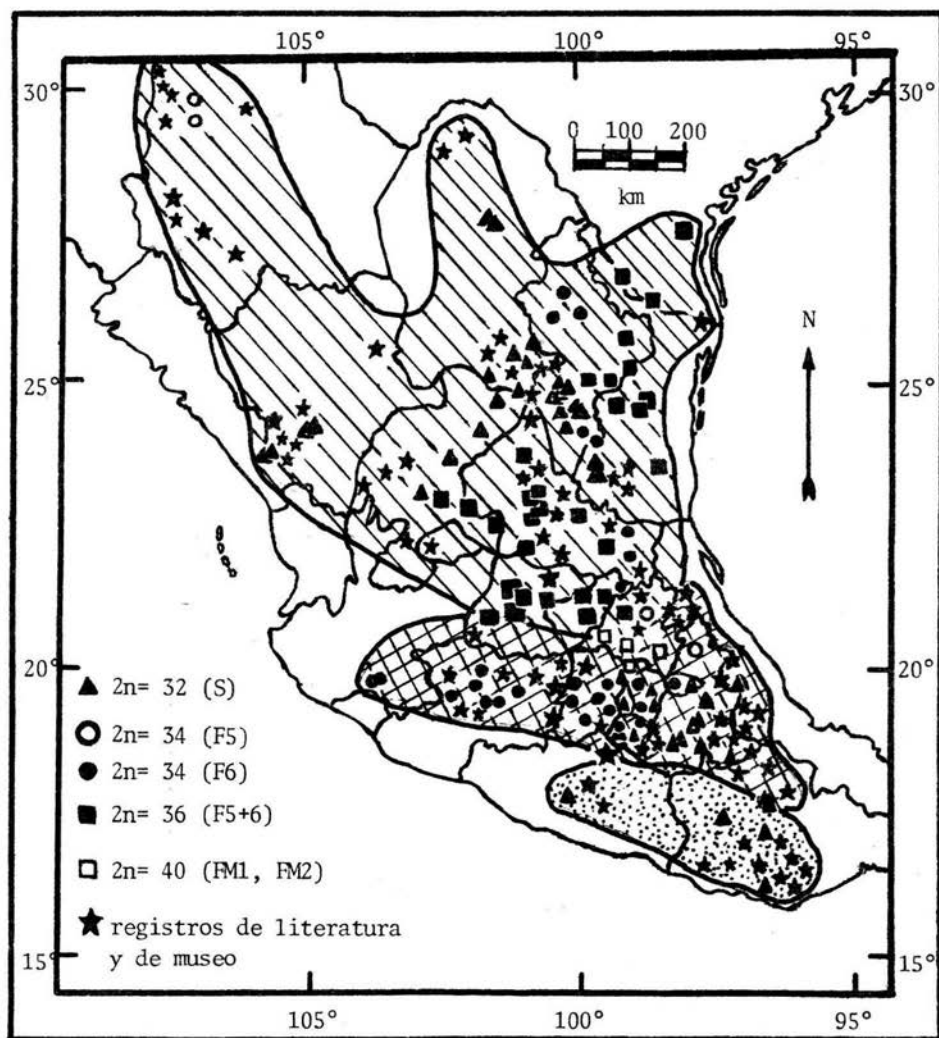 105° 100° 95°
30° 30°
0 100 200
km
N
25° 25°
20° 20°
2n= 32 (S)
2n= 34 (F5)
2n= 34 (F6)
2n= 36 (F5+6)
2n= 40 (FM1, FM2)
registros de literatura
y de museo
15° 15°
105° 100° 95°